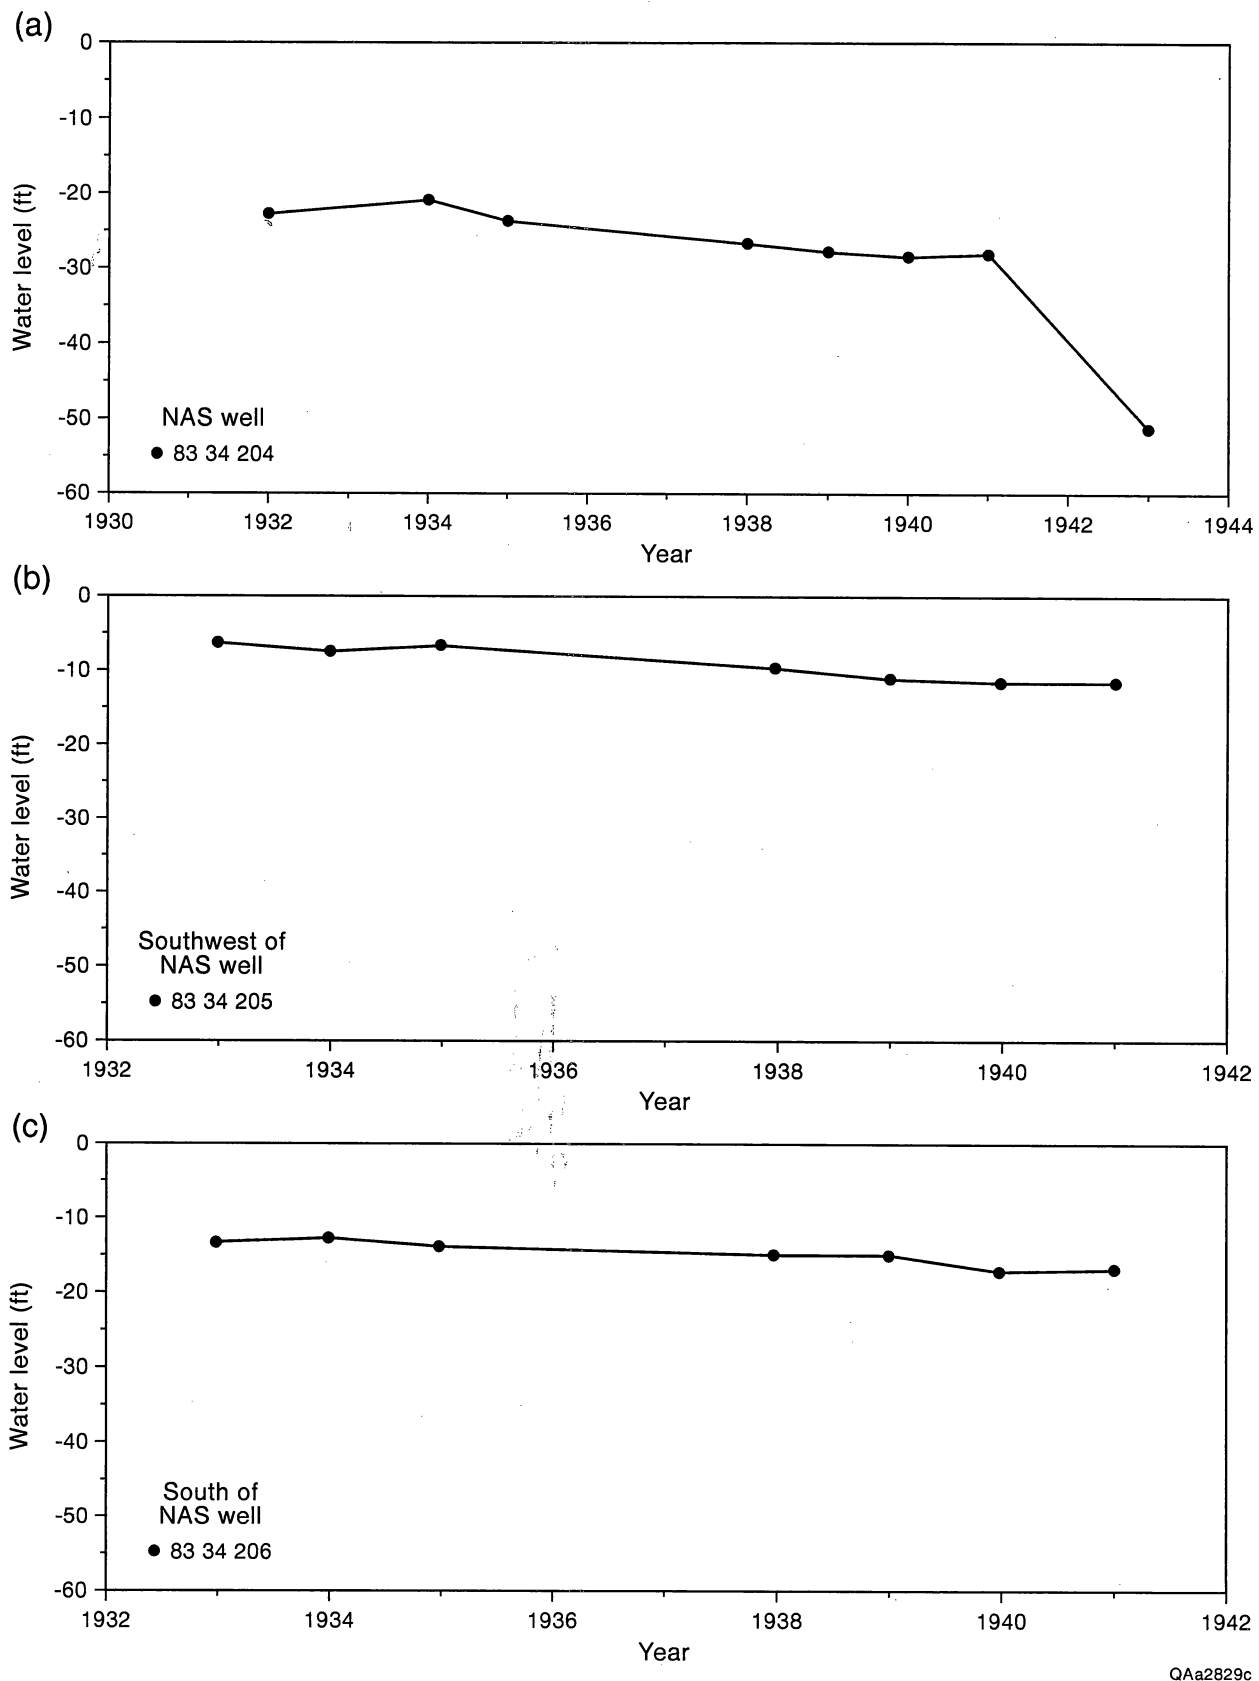 (a)
0
-10
-20
-30
-40
-50
-60
Water level (ft)
NAS well
83 34 204
1930 1932 1934 1936 1938 1940 1942 1944
Year
(b)
0
-10
-20
-30
-40
-50
-60
Water level (ft)
Southwest of
NAS well
83 34 205
1932 1934 1936 1938 1940 1942
Year
(c)
0
-10
-20
-30
-40
-50
-60
Water level (ft)
South of
NAS well
83 34 206
1932 1934 1936 1938 1940 1942
Year
QAa2829c